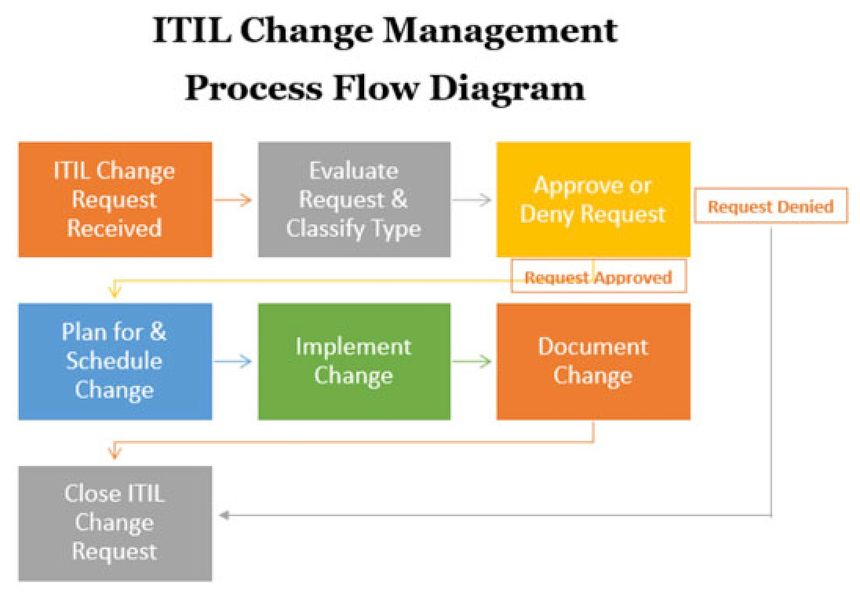 ITIL Change Management
Process Flow Diagram
ITIL Change
Request
Received
Evaluate
Request &
Classify Type
Approve or
Deny Request
Request Denied
Request Approved
Plan for &
Schedule
Change
Implement
Change
Document
Change
Close ITIL
Change
Request